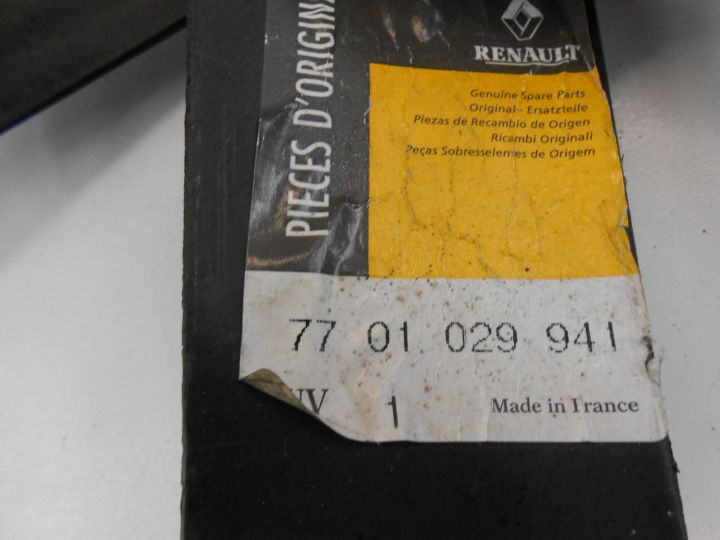 PIECES D'ORIGIN
RENAULT
Genuine Spare Parts
Original - Ersatzteile
Piezas de Recambio de Origen
Ricambi Originali
Peças Sobresselentes de Origem
77 01 029 941
UV 1
Made in France